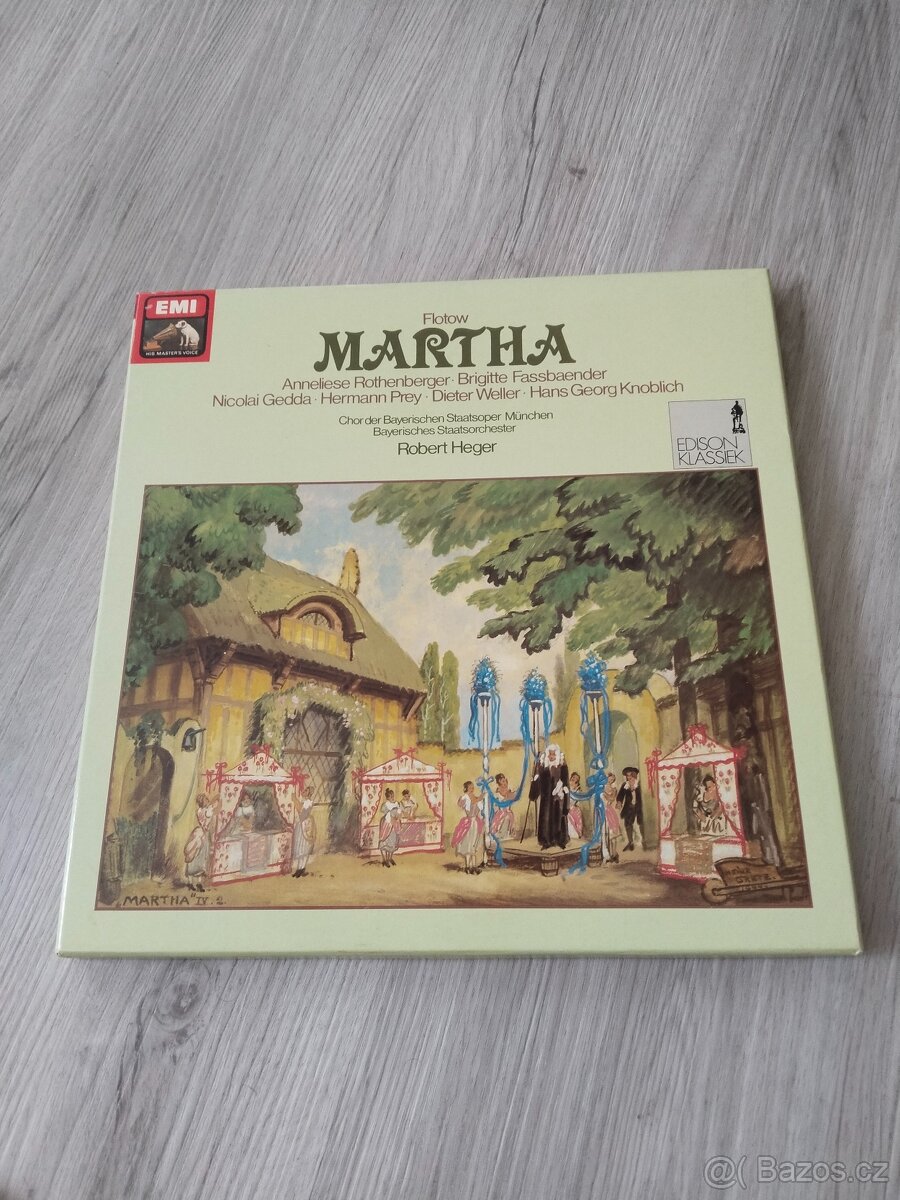 EMI
HIS MASTER'S VOICE
Flotow
MARTHA
Anneliese Rothenberger · Brigitte Fassbaender
Nicolai Gedda · Hermann Prey · Dieter Weller · Hans Georg Knoblich
Chor der Bayerischen Staatsoper München
Bayerisches Staatsorchester
Robert Heger
EDISON
KLASSIEK
„MARTHA" IV. 2.
@( Bazos.cz